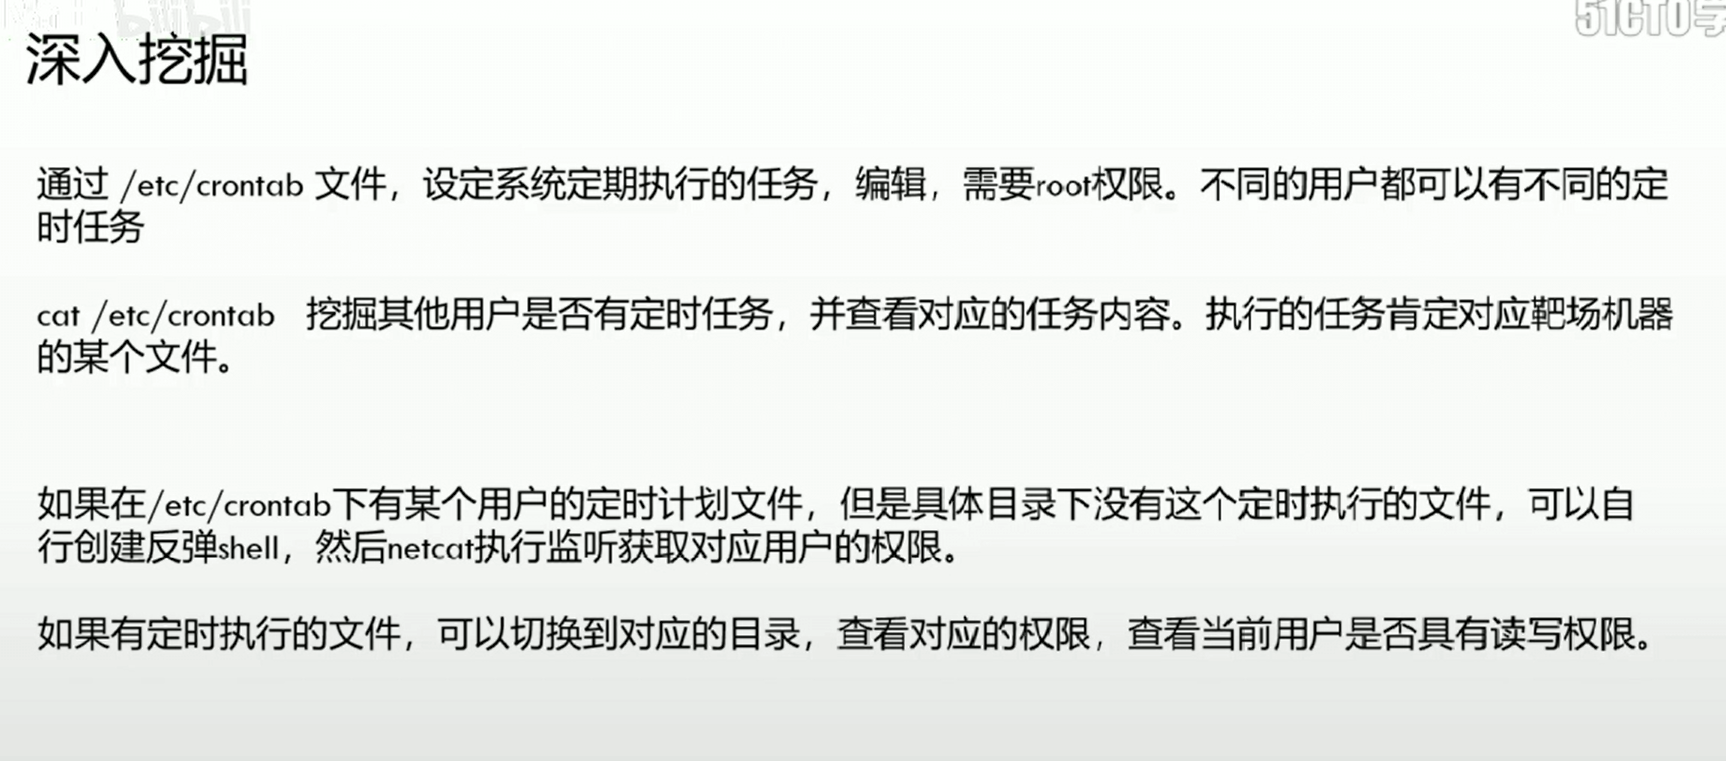 bilibili
51CTO学
深入挖掘
通过 /etc/crontab 文件，设定系统定期执行的任务，编辑，需要root权限。不同的用户都可以有不同的定
时任务
cat /etc/crontab 挖掘其他用户是否有定时任务，并查看对应的任务内容。执行的任务肯定对应靶场机器
的某个文件。
如果在/etc/crontab下有某个用户的定时计划文件，但是具体目录下没有这个定时执行的文件，可以自
行创建反弹shell，然后netcat执行监听获取对应用户的权限。
如果有定时执行的文件，可以切换到对应的目录，查看对应的权限，查看当前用户是否具有读写权限。